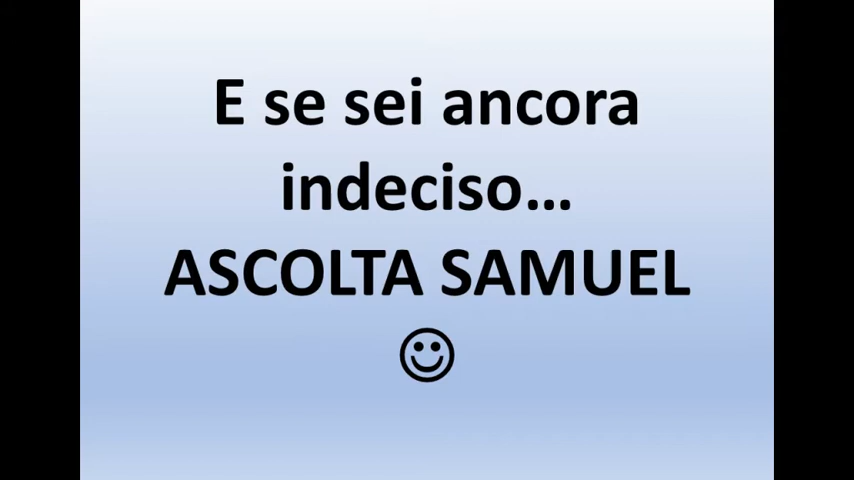 E se sei ancora
indeciso…
ASCOLTA SAMUEL
☺